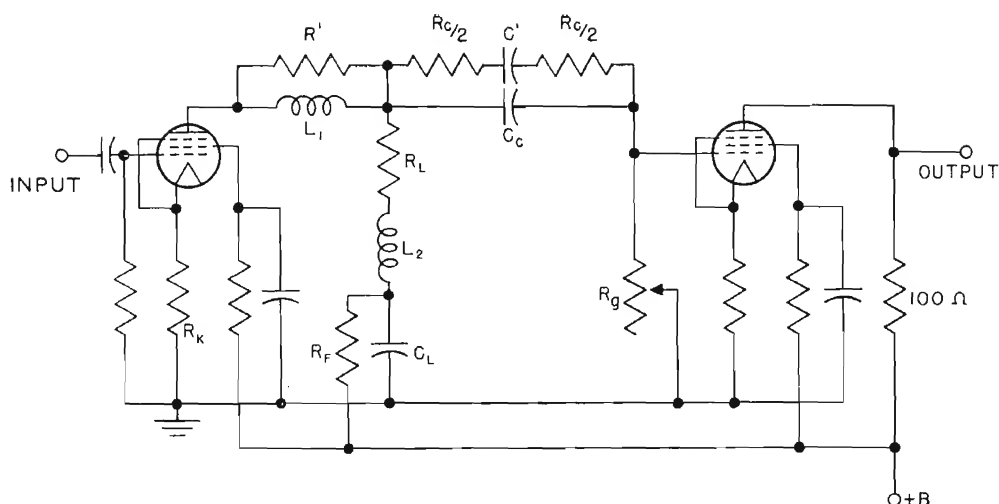 R'
Rc/2
C'
Rc/2
L1
Cc
INPUT
RL
OUTPUT
L2
RK
RF
CL
Rg
100 Ω
+B